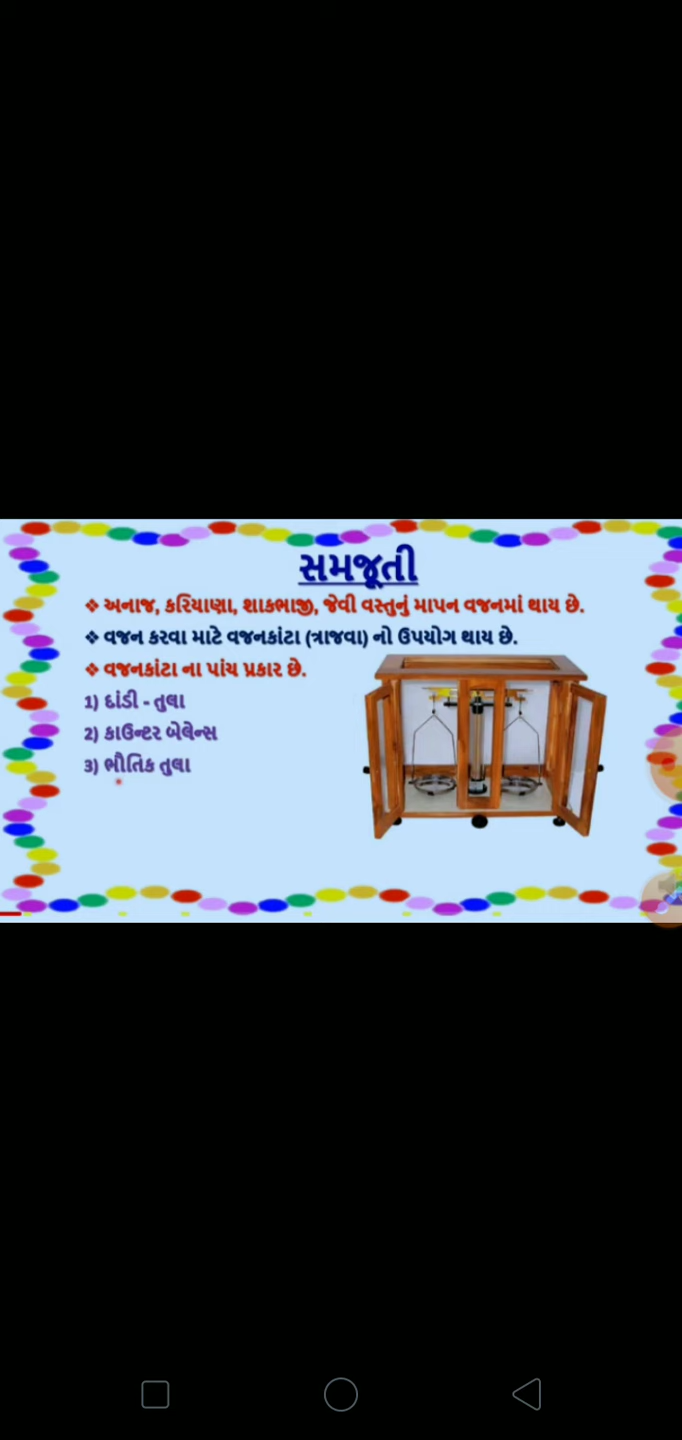 સમજૂતી
❖ અનાજ, કરિયાણા, શાકભાજી, જેવી વસ્તુનું માપન વજનમાં થાય છે.
❖ વજન કરવા માટે વજનકાંટા (ત્રાજવા) નો ઉપયોગ થાય છે.
❖ વજનકાંટા ના પાંચ પ્રકાર છે.
1) દાંડી - તુલા
2) કાઉન્ટર બેલેન્સ
3) ભૌતિક તુલા